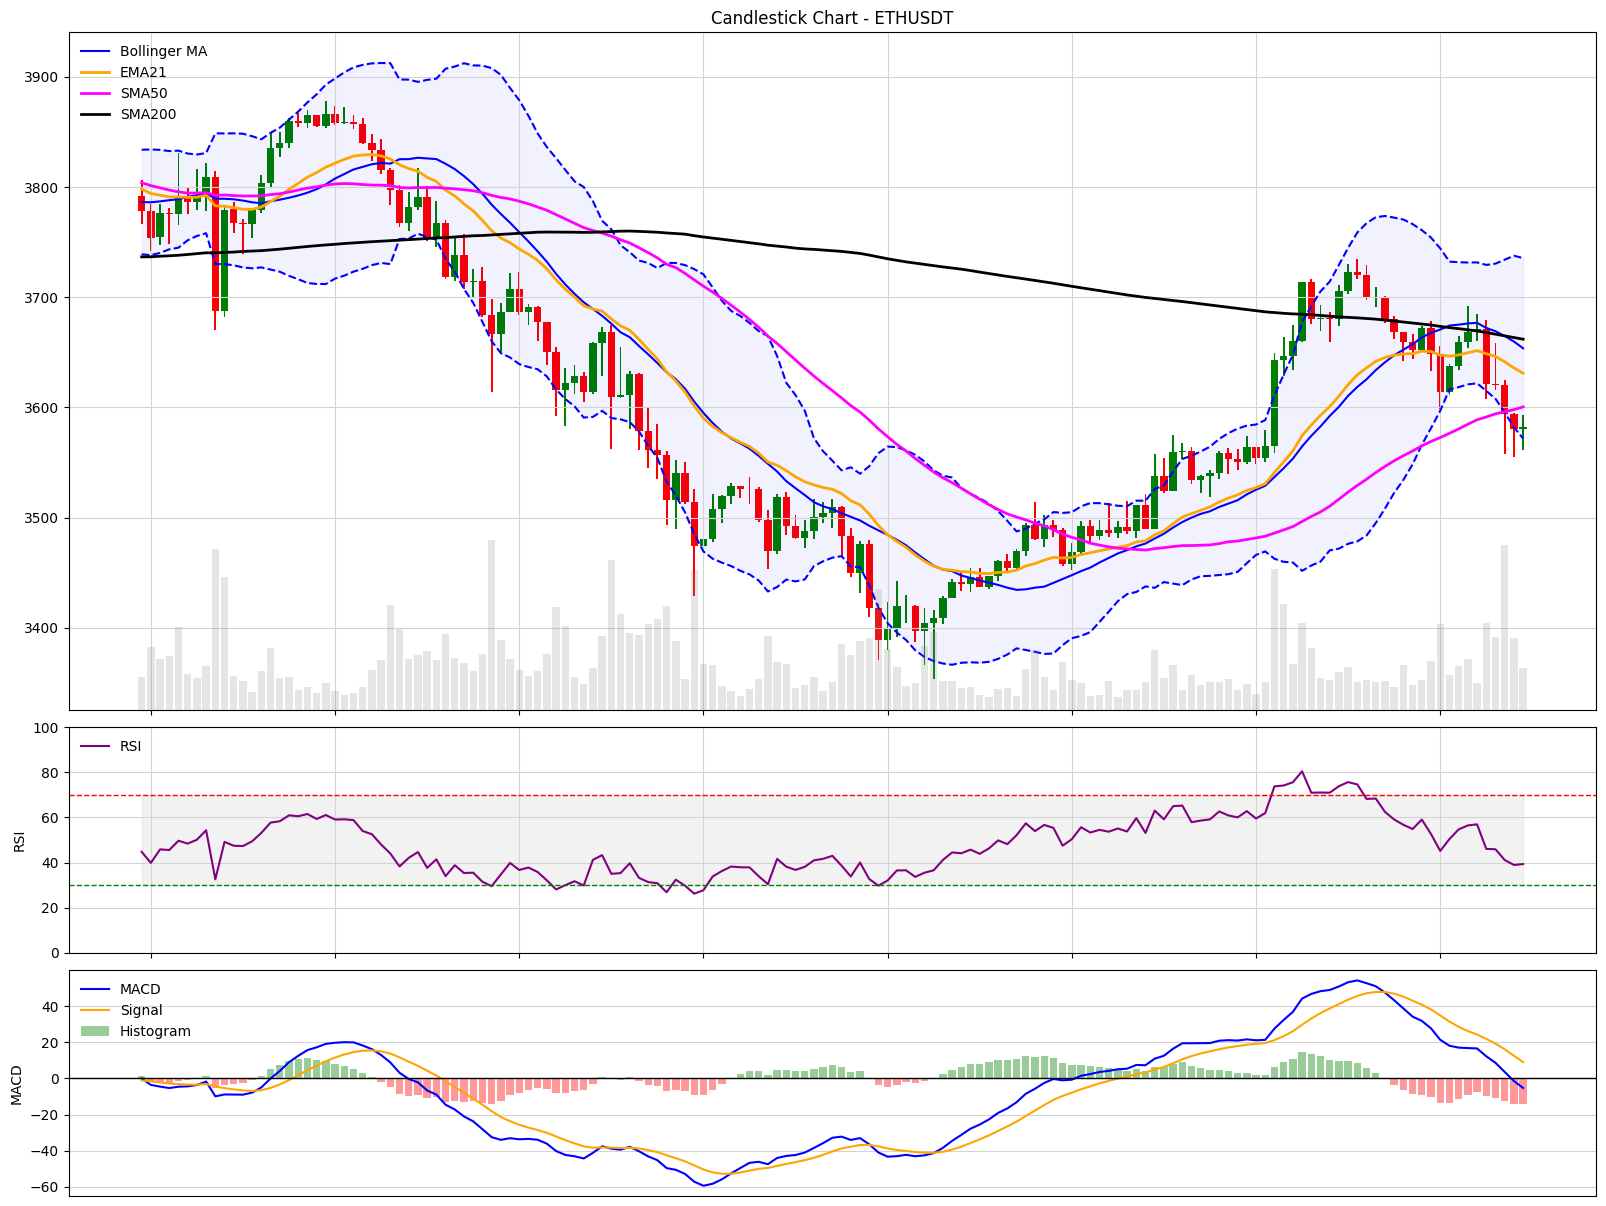 Candlestick Chart - ETHUSDT
Bollinger MA
EMA21
SMA50
SMA200
3900
3800
3700
3600
3500
3400
RSI
100
80
60
40
20
0
RSI
MACD
Signal
Histogram
40
20
0
−20
−40
−60
MACD